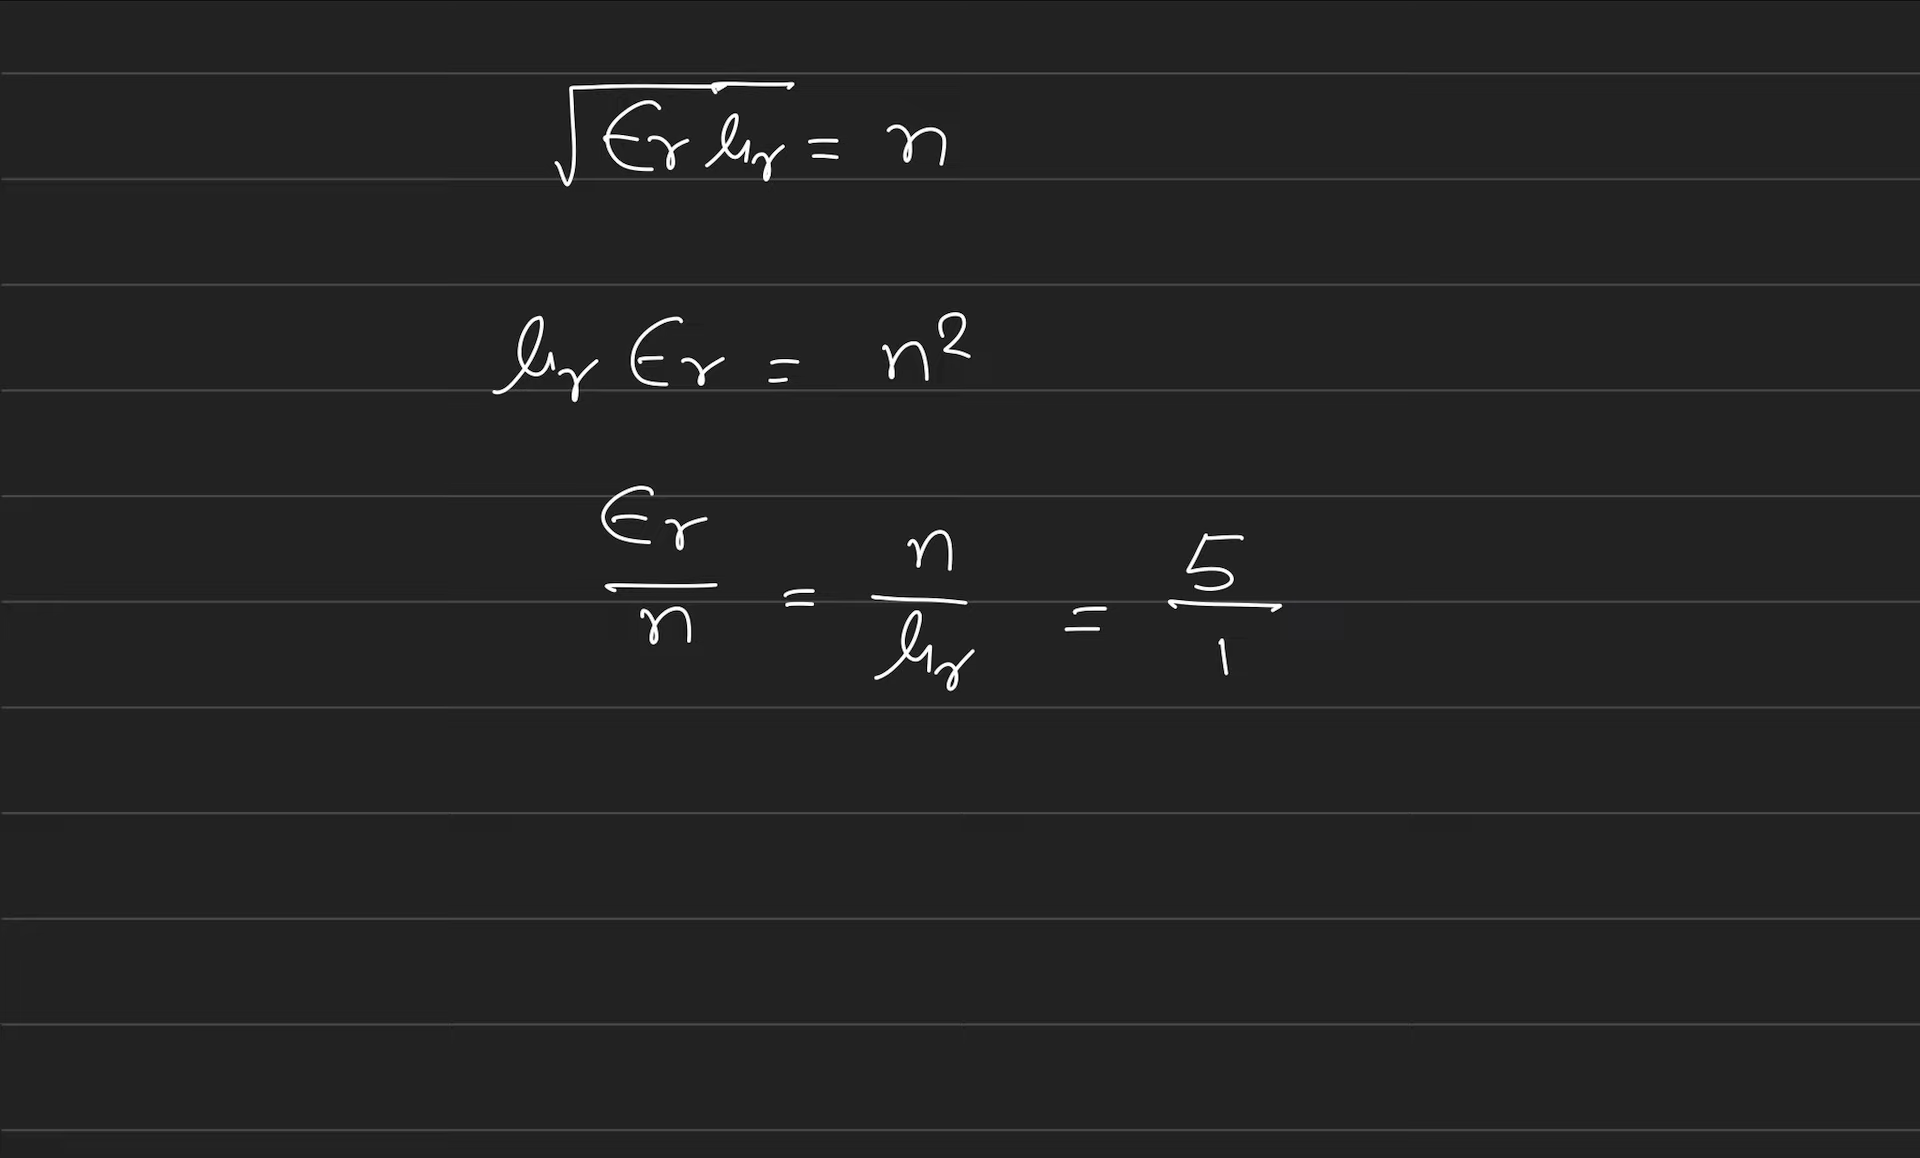 √(ϵᵣ μᵣ) = n
μᵣ ϵᵣ = n²
ϵᵣ/n = n/μᵣ = 5/1